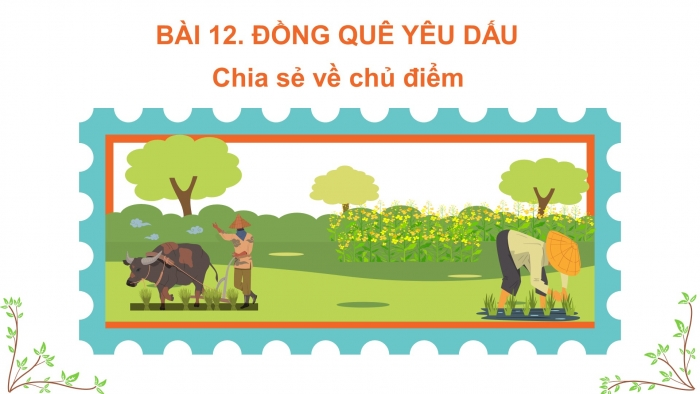 BÀI 12. ĐỒNG QUÊ YÊU DẤU
Chia sẻ về chủ điểm